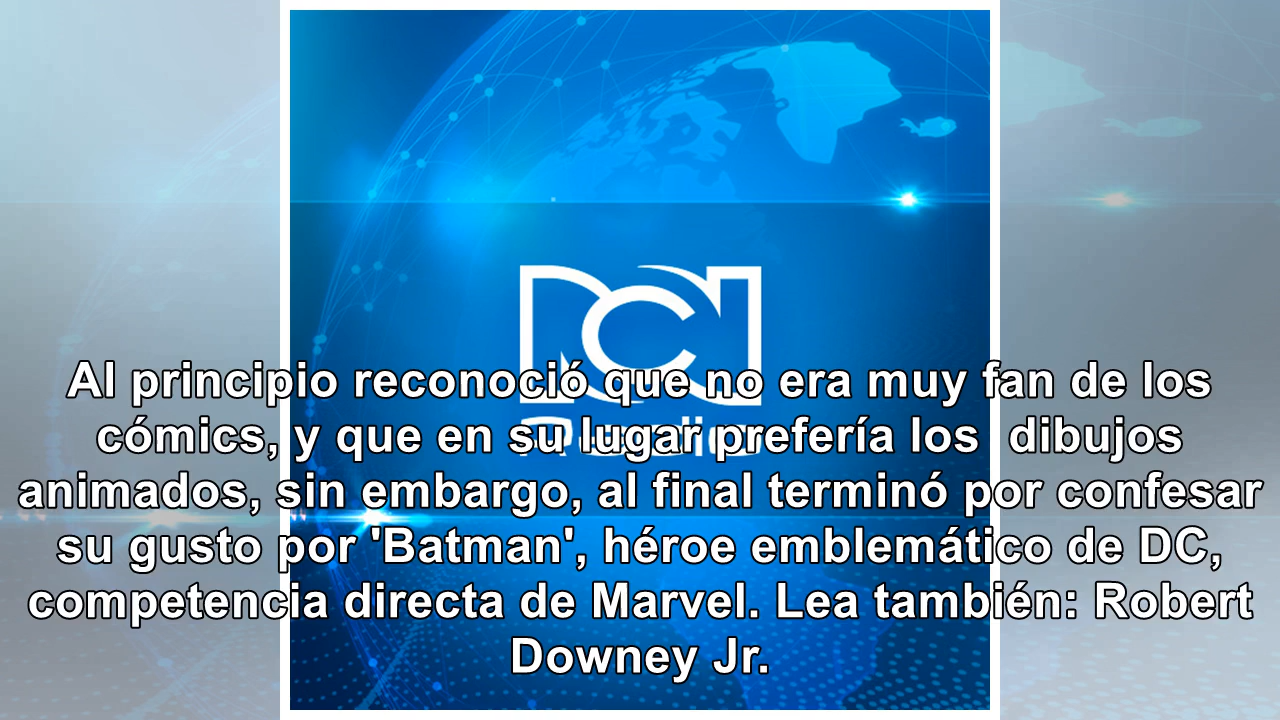 RCN
Radio
Al principio reconoció que no era muy fan de los
cómics, y que en su lugar prefería los  dibujos
animados, sin embargo, al final terminó por confesar
su gusto por 'Batman', héroe emblemático de DC,
competencia directa de Marvel. Lea también: Robert
Downey Jr.